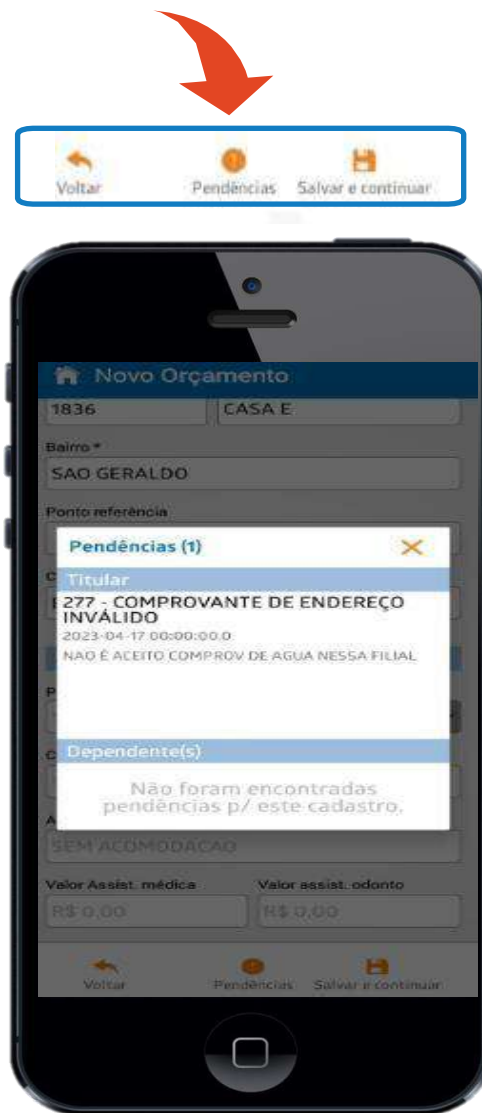 Voltar Pendências Salvar e continuar
Novo Orçamento
1836 CASA E
Bairro *
SAO GERALDO
Ponto referência
Pendências (1)
Titular
277 - COMPROVANTE DE ENDEREÇO
INVÁLIDO
2023-04-17 00:00:00.0
NAO É ACEITO COMPROV DE AGUA NESSA FILIAL
Dependente(s)
Não foram encontradas
pendências p/ este cadastro.
SEM ACOMODACAO
Valor Assist. médica Valor assist. odonto
R$ 0,00 R$ 0,00
Voltar Pendências Salvar e continuar